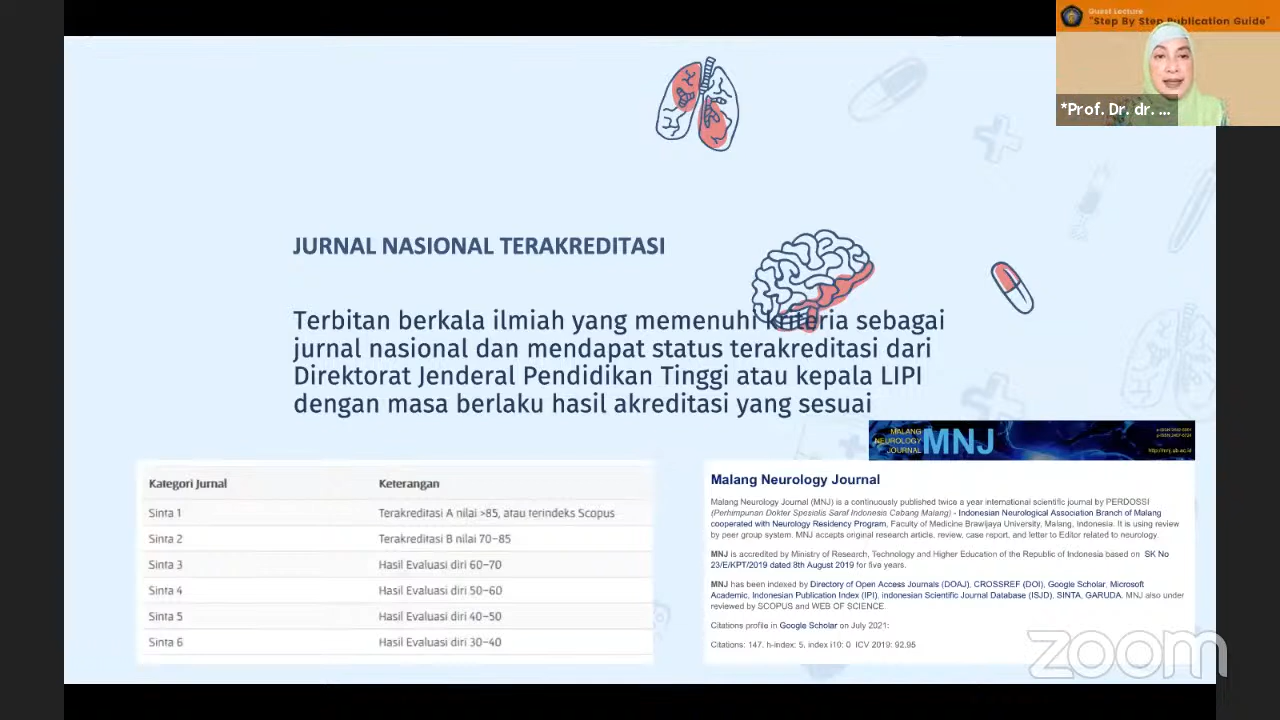 Guest Lecture
"Step By Step Publication Guide"
*Prof. Dr. dr. ...
JURNAL NASIONAL TERAKREDITASI
Terbitan berkala ilmiah yang memenuhi kriteria sebagai
jurnal nasional dan mendapat status terakreditasi dari
Direktorat Jenderal Pendidikan Tinggi atau kepala LIPI
dengan masa berlaku hasil akreditasi yang sesuai
Kategori Jurnal Keterangan
Sinta 1 Terakreditasi A nilai >85, atau terindeks Scopus
Sinta 2 Terakreditasi B nilai 70-85
Sinta 3 Hasil Evaluasi diri 60-70
Sinta 4 Hasil Evaluasi diri 50-60
Sinta 5 Hasil Evaluasi diri 40-50
Sinta 6 Hasil Evaluasi diri 30-40
MALANG
NEUROLOGY
JOURNAL
MNJ
http://mnj.ub.ac.id
Malang Neurology Journal
Malang Neurology Journal (MNJ) is a continuously published twice a year international scientific journal by PERDOSSI
(Perhimpunan Dokter Spesialis Saraf Indonesia Cabang Malang) - Indonesian Neurological Association Branch of Malang
cooperated with Neurology Residency Program, Faculty of Medicine Brawijaya University, Malang, Indonesia. It is using review
by peer group system. MNJ accepts original research article, review, case report, and letter to Editor related to neurology.
MNJ is accredited by Ministry of Research, Technology and Higher Education of the Republic of Indonesia based on SK No
23/E/KPT/2019 dated 8th August 2019 for five years.
MNJ has been indexed by Directory of Open Access Journals (DOAJ), CROSSREF (DOI), Google Scholar, Microsoft
Academic, Indonesian Publication Index (IPI), indonesian Scientific Journal Database (ISJD), SINTA, GARUDA. MNJ also under
reviewed by SCOPUS and WEB OF SCIENCE.
Citations profile in Google Scholar on July 2021:
Citations: 147, h-index: 5, index i10: 0 ICV 2019: 92.95
zoom